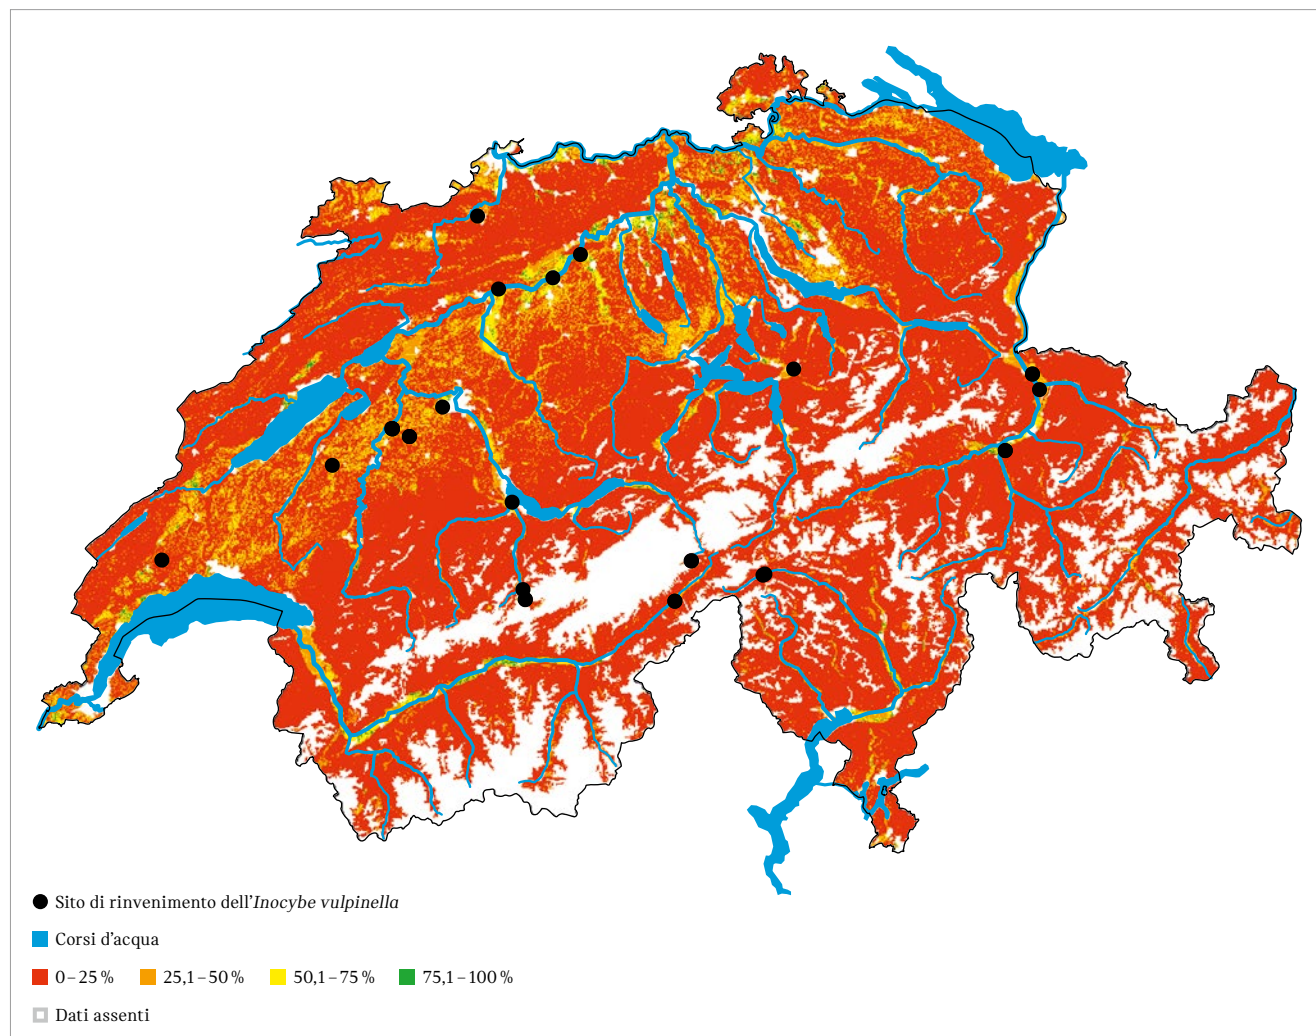 Sito di rinvenimento dell’Inocybe vulpinella
Corsi d’acqua
0 – 25 % 25,1 – 50 % 50,1 – 75 % 75,1 – 100 %
Dati assenti